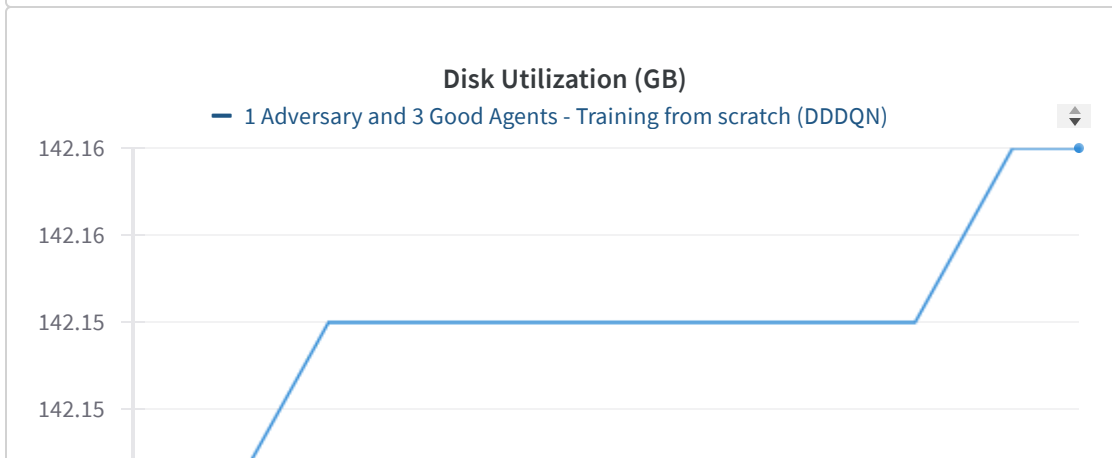 Disk Utilization (GB)
1 Adversary and 3 Good Agents - Training from scratch (DDDQN)
142.16
142.16
142.15
142.15